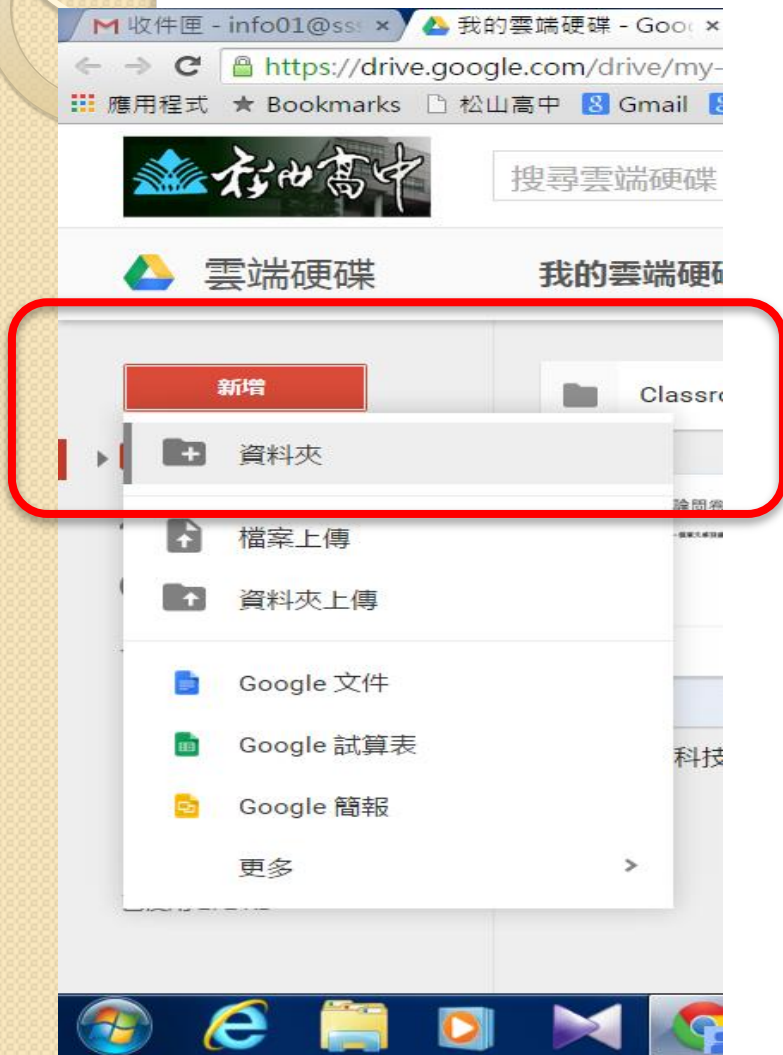 收件匣 - info01@sss
我的雲端硬碟 - Goo
https://drive.google.com/drive/my-
應用程式 Bookmarks 松山高中 Gmail
松山高中 搜尋雲端硬碟
雲端硬碟 我的雲端硬碟
新增
Classro
資料夾
檔案上傳
資料夾上傳
Google 文件
Google 試算表
科技
Google 簡報
更多 >